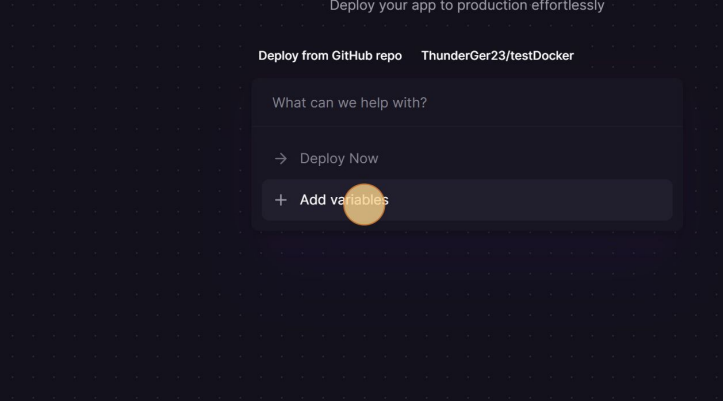 Deploy your app to production effortlessly
Deploy from GitHub repo ThunderGer23/testDocker
What can we help with?
Deploy Now
Add variables